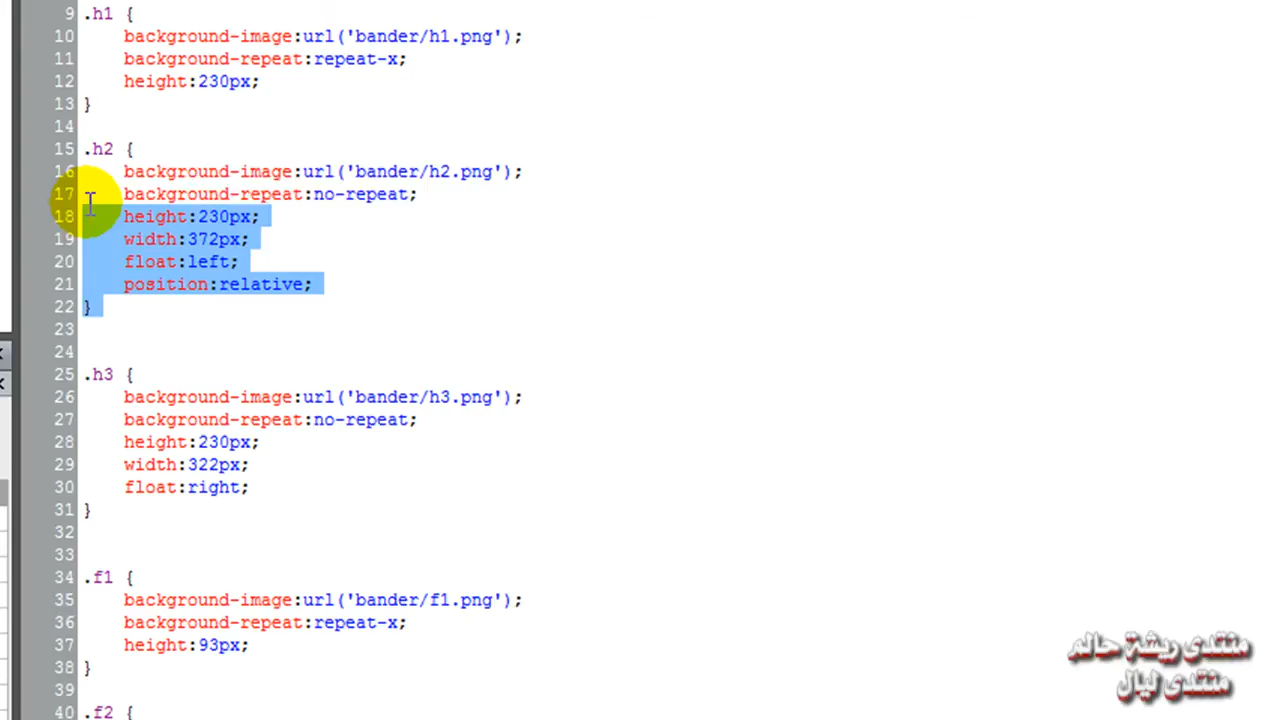 9 .h1 {
10 background-image:url('bander/h1.png');
11 background-repeat:repeat-x;
12 height:230px;
13 }
14
15 .h2 {
16 background-image:url('bander/h2.png');
17 background-repeat:no-repeat;
18 height:230px;
19 width:372px;
20 float:left;
21 position:relative;
22 }
23
24
25 .h3 {
26 background-image:url('bander/h3.png');
27 background-repeat:no-repeat;
28 height:230px;
29 width:322px;
30 float:right;
31 }
32
33
34 .f1 {
35 background-image:url('bander/f1.png');
36 background-repeat:repeat-x;
37 height:93px;
38 }
39
40 .f2 {
منتدى ريشة حالم
منتدى ليال